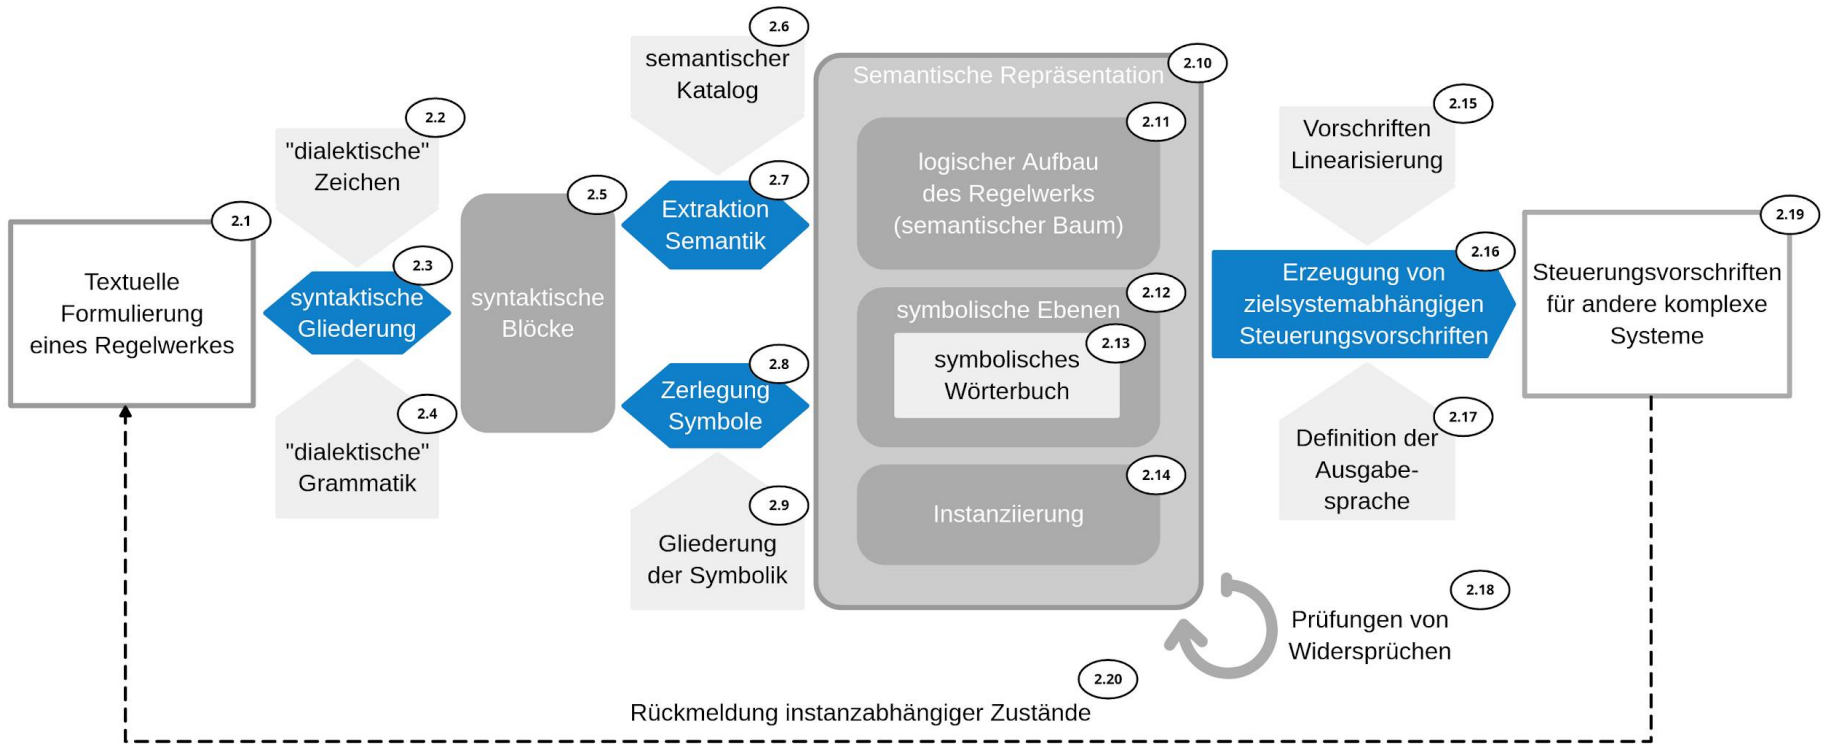 2.1
Textuelle
Formulierung
eines Regelwerkes
2.2
"dialektische"
Zeichen
2.3
syntaktische
Gliederung
2.4
"dialektische"
Grammatik
2.5
syntaktische
Blöcke
2.6
semantischer
Katalog
2.7
Extraktion
Semantik
2.8
Zerlegung
Symbole
2.9
Gliederung
der Symbolik
2.10
Semantische Repräsentation
2.11
logischer Aufbau
des Regelwerks
(semantischer Baum)
2.12
symbolische Ebenen
2.13
symbolisches
Wörterbuch
2.14
Instanziierung
2.15
Vorschriften
Linearisierung
2.16
Erzeugung von
zielsystemabhängigen
Steuerungsvorschriften
2.17
Definition der
Ausgabe-
sprache
2.18
Prüfungen von
Widersprüchen
2.19
Steuerungsvorschriften
für andere komplexe
Systeme
2.20
Rückmeldung instanzabhängiger Zustände